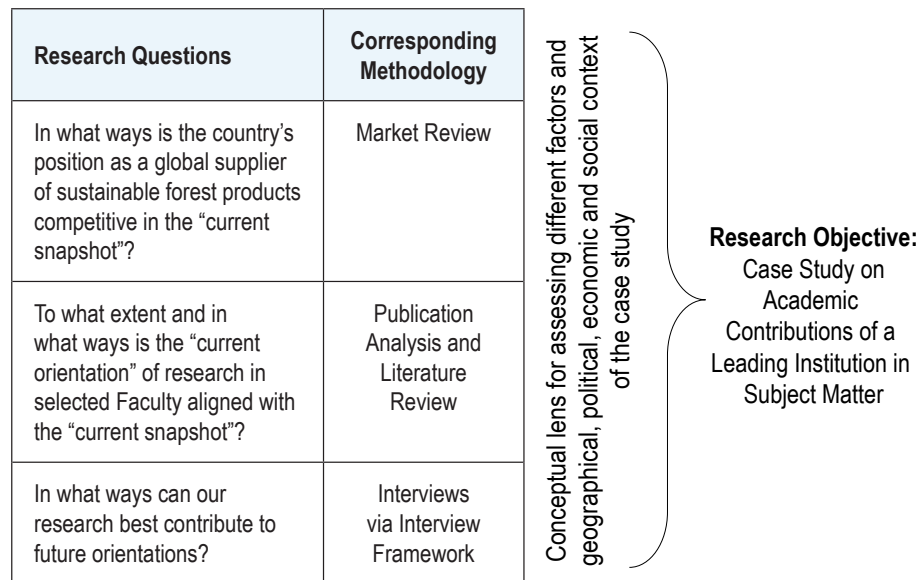 Research Questions
Corresponding
Methodology
In what ways is the country’s
position as a global supplier
of sustainable forest products
competitive in the “current
snapshot”?
Market Review
To what extent and in
what ways is the “current
orientation” of research in
selected Faculty aligned with
the “current snapshot”?
Publication
Analysis and
Literature
Review
In what ways can our
research best contribute to
future orientations?
Interviews
via Interview
Framework
Conceptual lens for assessing different factors and
geographical, political, economic and social context
of the case study
Research Objective:
Case Study on
Academic
Contributions of a
Leading Institution in
Subject Matter